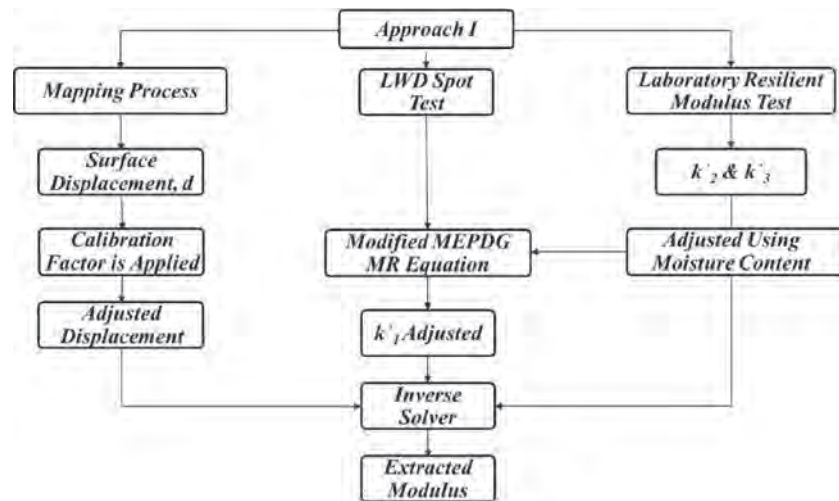 Approach I
Mapping Process
LWD Spot
Test
Laboratory Resilient
Modulus Test
Surface
Displacement, d
k'2 & k'3
Calibration
Factor is Applied
Modified MEPDG
MR Equation
Adjusted Using
Moisture Content
Adjusted
Displacement
k'1 Adjusted
Inverse
Solver
Extracted
Modulus